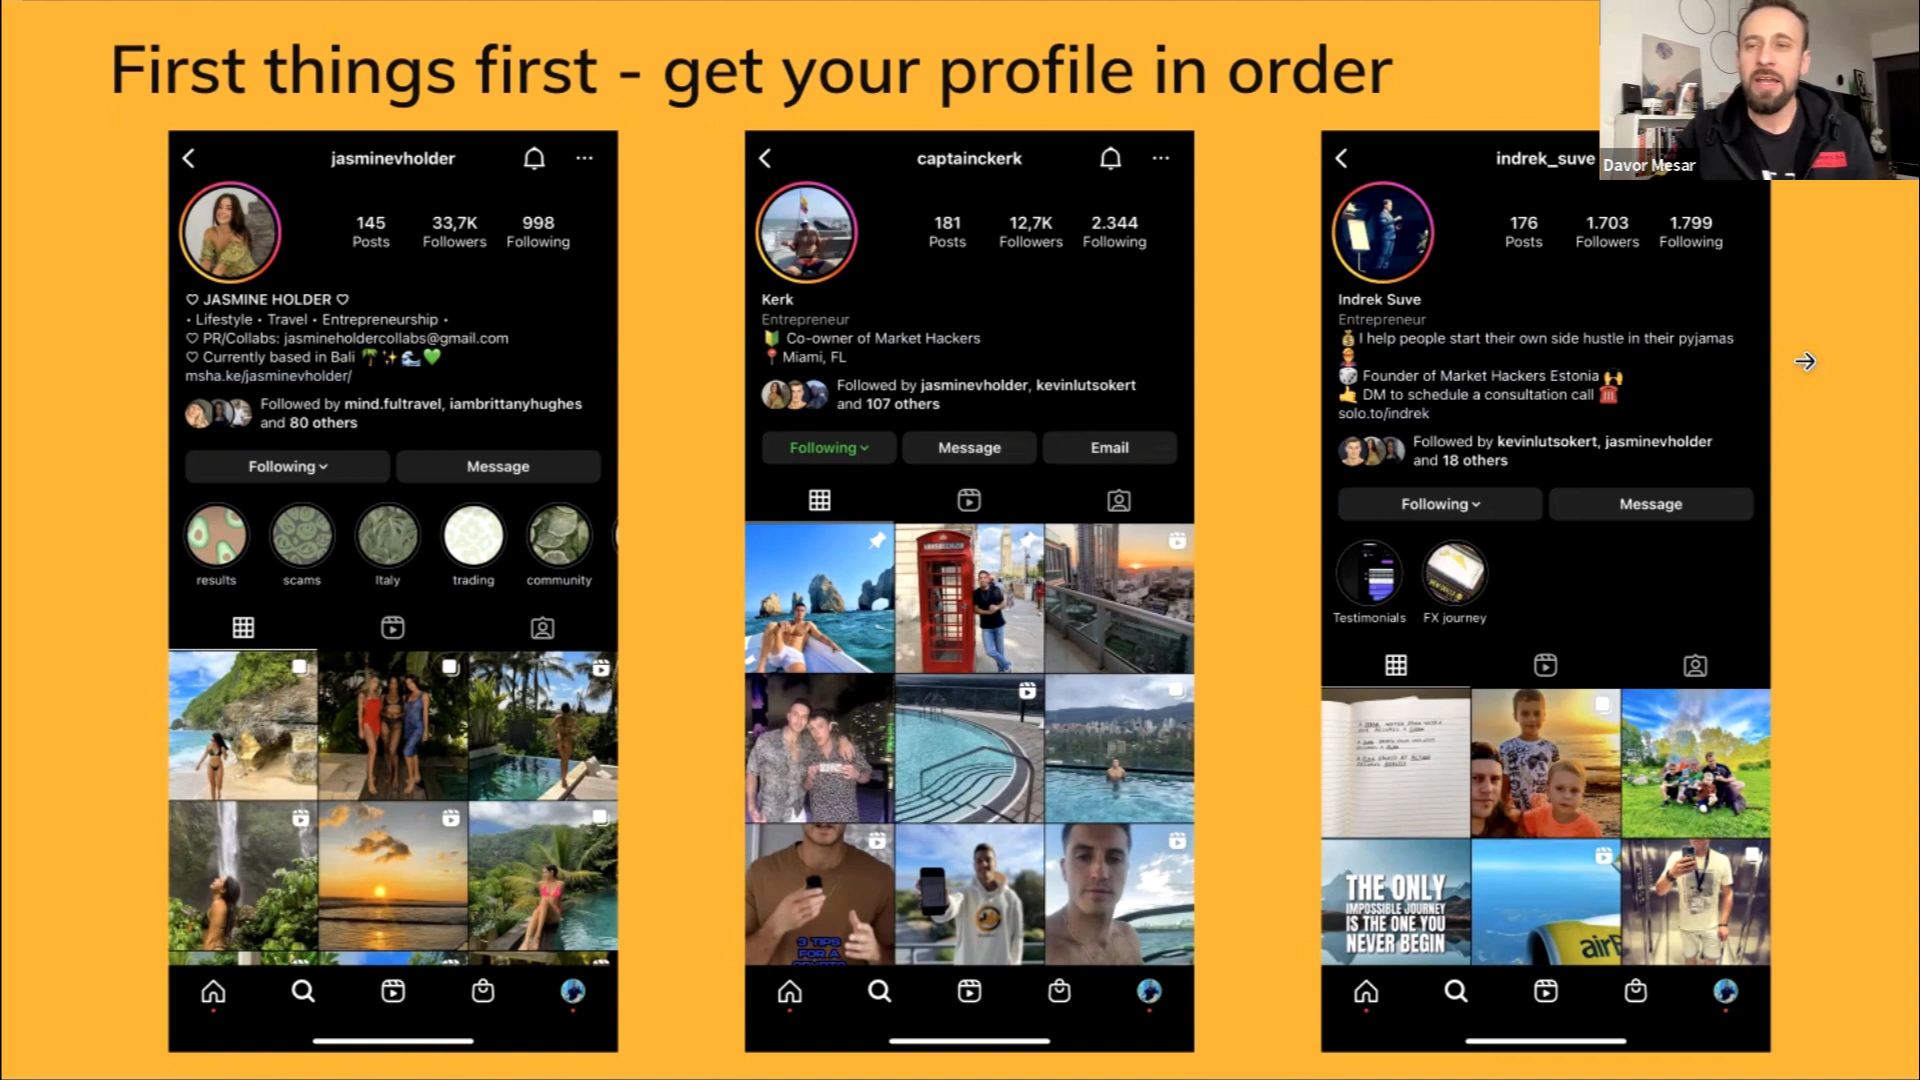 First things first - get your profile in order
Davor Mesar
jasminevholder
145
33,7K
998
Posts
Followers
Following
♡ JASMINE HOLDER ♡
• Lifestyle • Travel • Entrepreneurship •
♡ PR/Collabs: jasmineholdercollabs@gmail.com
♡ Currently based in Bali 🌴✨🌊💚
msha.ke/jasminevholder/
Followed by mind.fultravel, iambrittanyhughes
and 80 others
Following
Message
results
scams
Italy
trading
community
captainckerk
181
12,7K
2.344
Posts
Followers
Following
Kerk
Entrepreneur
🔰 Co-owner of Market Hackers
📍 Miami, FL
Followed by jasminevholder, kevinlutsokert
and 107 others
Following
Message
Email
3 TIPS
FOR A
indrek_suve
176
1.703
1.799
Posts
Followers
Following
Indrek Suve
Entrepreneur
💰I help people start their own side hustle in their pyjamas
🎲 Founder of Market Hackers Estonia 🙌
🤙 DM to schedule a consultation call ☎️
solo.to/indrek
Followed by kevinlutsokert, jasminevholder
and 18 others
Following
Message
Testimonials
FX journey
THE ONLY
IMPOSSIBLE JOURNEY
IS THE ONE YOU
NEVER BEGIN